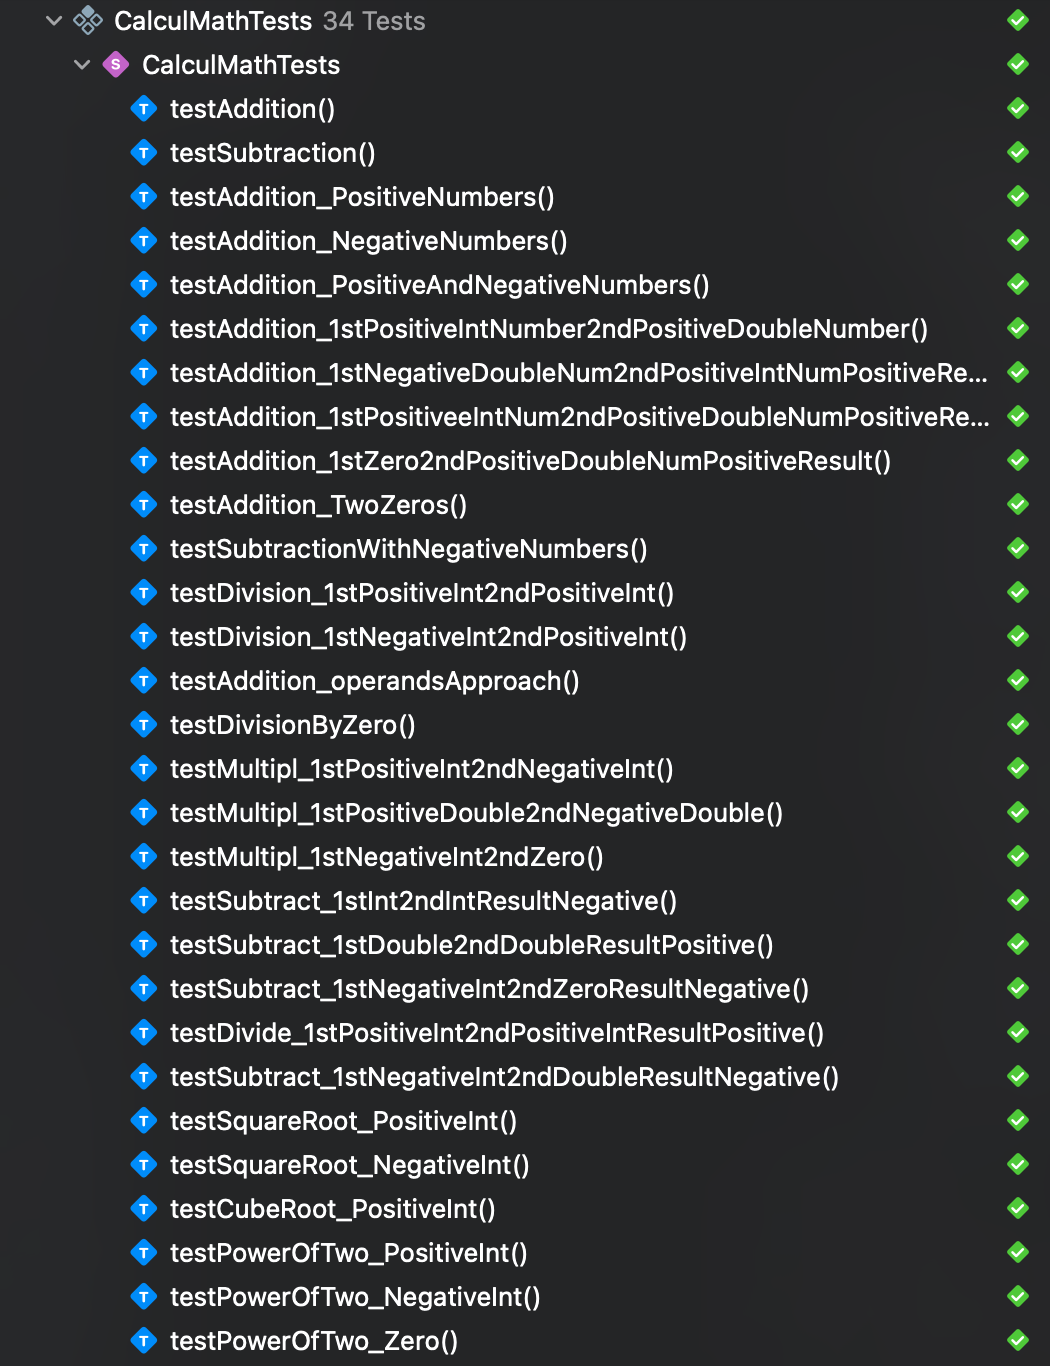 CalculMathTests 34 Tests
S CalculMathTests
T testAddition()
T testSubtraction()
T testAddition_PositiveNumbers()
T testAddition_NegativeNumbers()
T testAddition_PositiveAndNegativeNumbers()
T testAddition_1stPositiveIntNumber2ndPositiveDoubleNumber()
T testAddition_1stNegativeDoubleNum2ndPositiveIntNumPositiveRe...
T testAddition_1stPositiveeIntNum2ndPositiveDoubleNumPositiveRe...
T testAddition_1stZero2ndPositiveDoubleNumPositiveResult()
T testAddition_TwoZeros()
T testSubtractionWithNegativeNumbers()
T testDivision_1stPositiveInt2ndPositiveInt()
T testDivision_1stNegativeInt2ndPositiveInt()
T testAddition_operandsApproach()
T testDivisionByZero()
T testMultipl_1stPositiveInt2ndNegativeInt()
T testMultipl_1stPositiveDouble2ndNegativeDouble()
T testMultipl_1stNegativeInt2ndZero()
T testSubtract_1stInt2ndIntResultNegative()
T testSubtract_1stDouble2ndDoubleResultPositive()
T testSubtract_1stNegativeInt2ndZeroResultNegative()
T testDivide_1stPositiveInt2ndPositiveIntResultPositive()
T testSubtract_1stNegativeInt2ndDoubleResultNegative()
T testSquareRoot_PositiveInt()
T testSquareRoot_NegativeInt()
T testCubeRoot_PositiveInt()
T testPowerOfTwo_PositiveInt()
T testPowerOfTwo_NegativeInt()
T testPowerOfTwo_Zero()